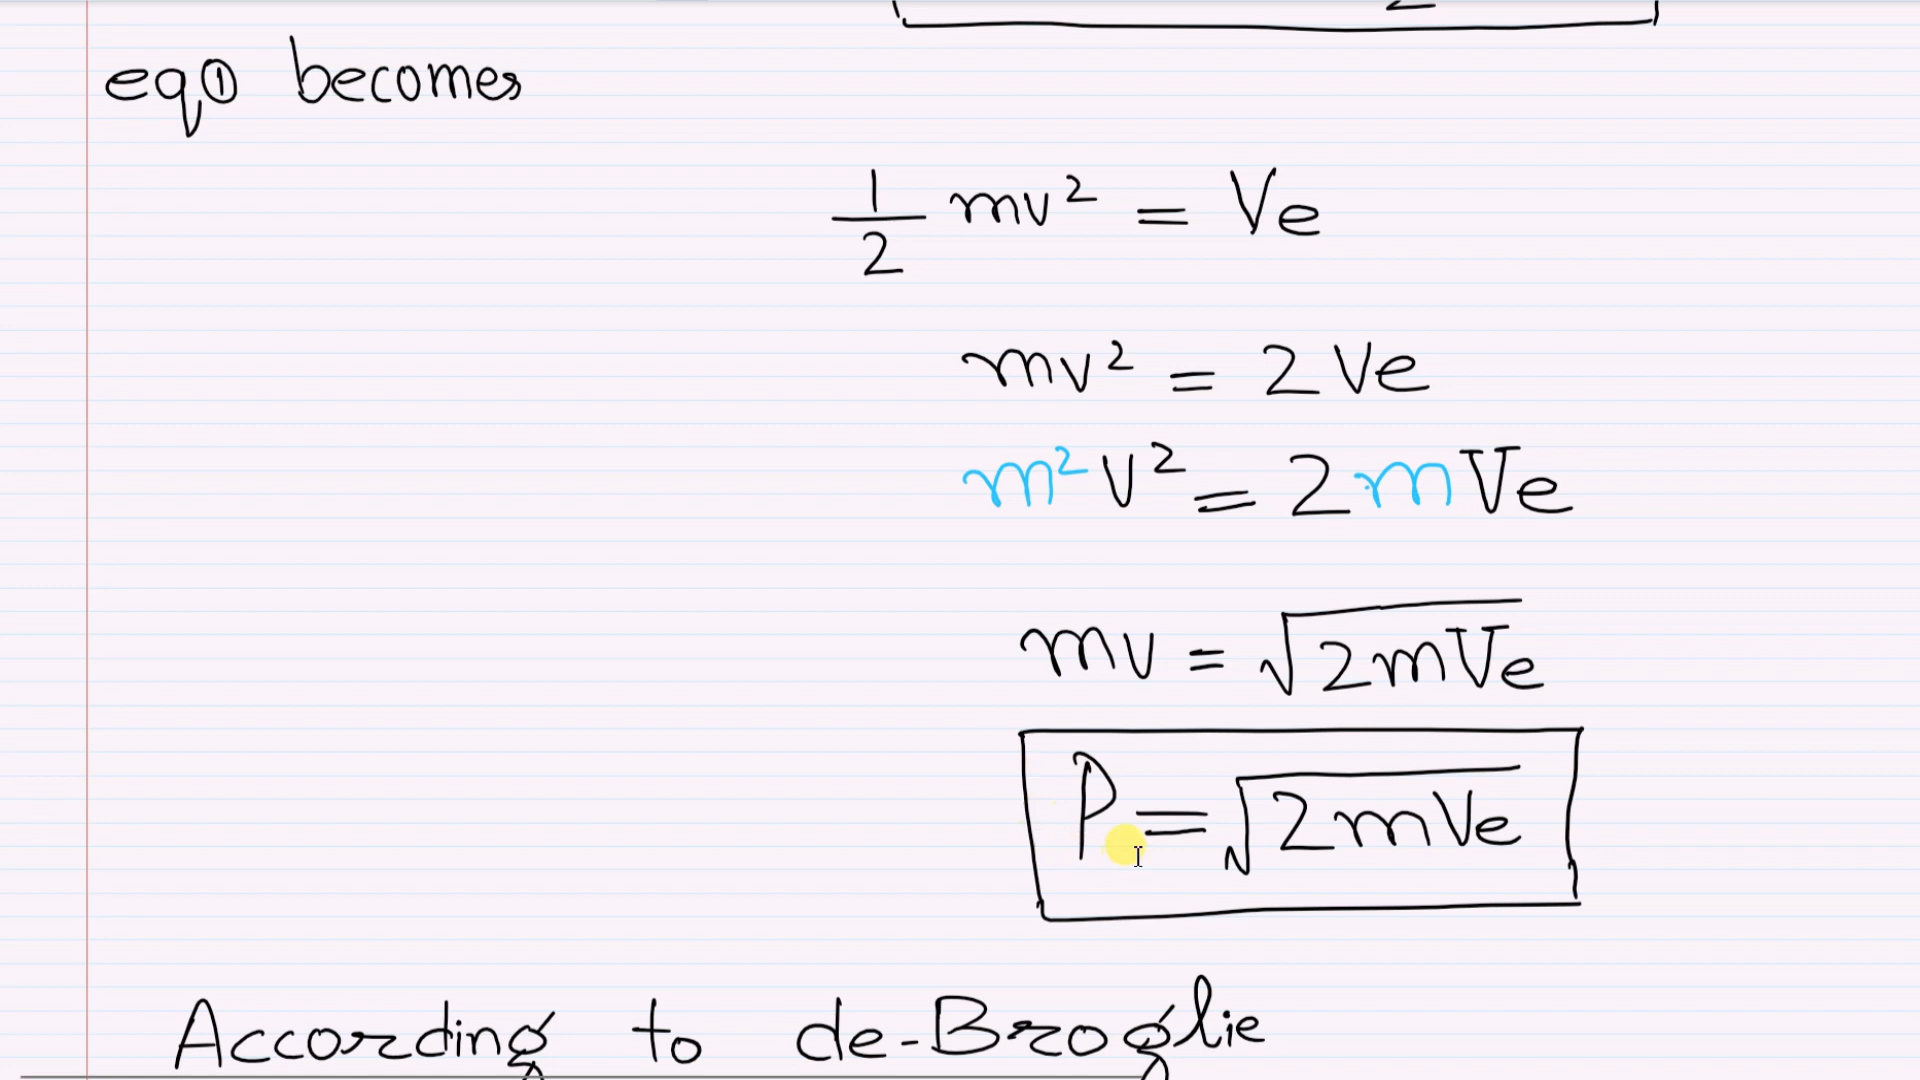 eq① becomes
1/2 mv² = Ve
mv² = 2Ve
m²v² = 2mVe
mv = √2mVe
P = √2mVe
According to de-Broglie